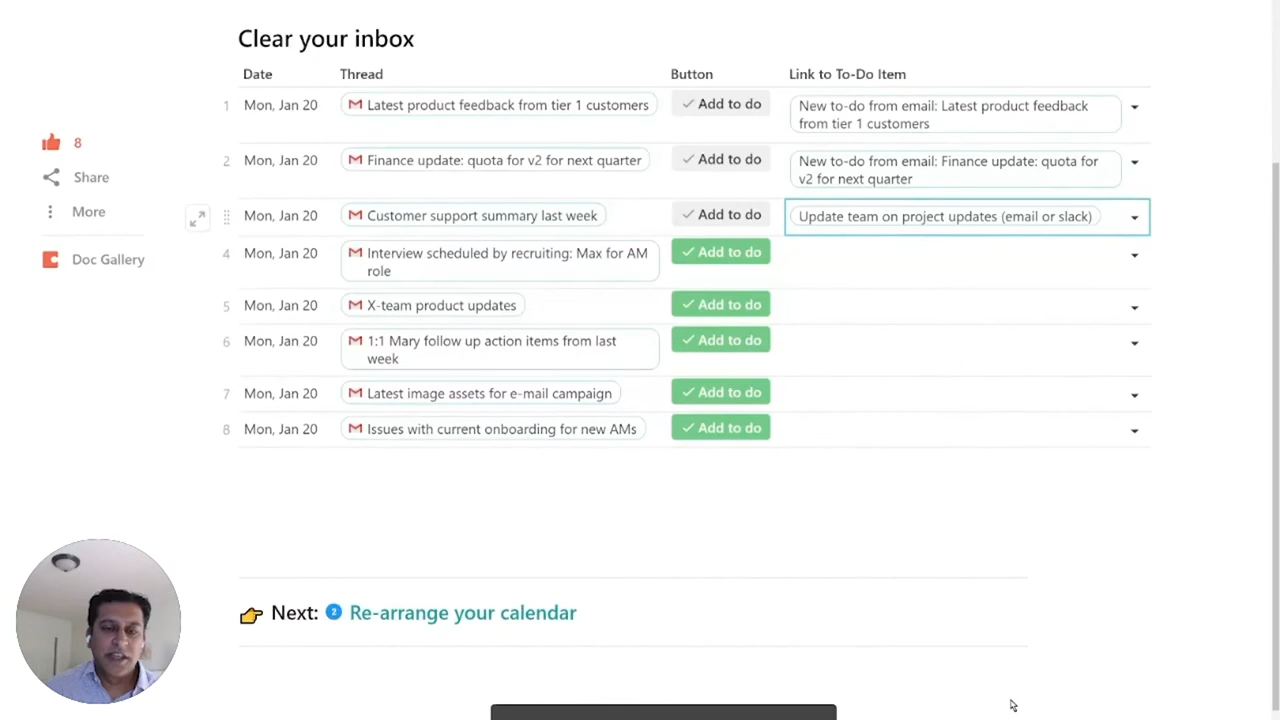 Clear your inbox
Date Thread Button Link to To-Do Item
1 Mon, Jan 20 Latest product feedback from tier 1 customers Add to do New to-do from email: Latest product feedback
from tier 1 customers
2 Mon, Jan 20 Finance update: quota for v2 for next quarter Add to do New to-do from email: Finance update: quota for
v2 for next quarter
Mon, Jan 20 Customer support summary last week Add to do Update team on project updates (email or slack)
4 Mon, Jan 20 Interview scheduled by recruiting: Max for AM Add to do
role
5 Mon, Jan 20 X-team product updates Add to do
6 Mon, Jan 20 1:1 Mary follow up action items from last Add to do
week
7 Mon, Jan 20 Latest image assets for e-mail campaign Add to do
8 Mon, Jan 20 Issues with current onboarding for new AMs Add to do
8
Share
More
Doc Gallery
Next: 2 Re-arrange your calendar